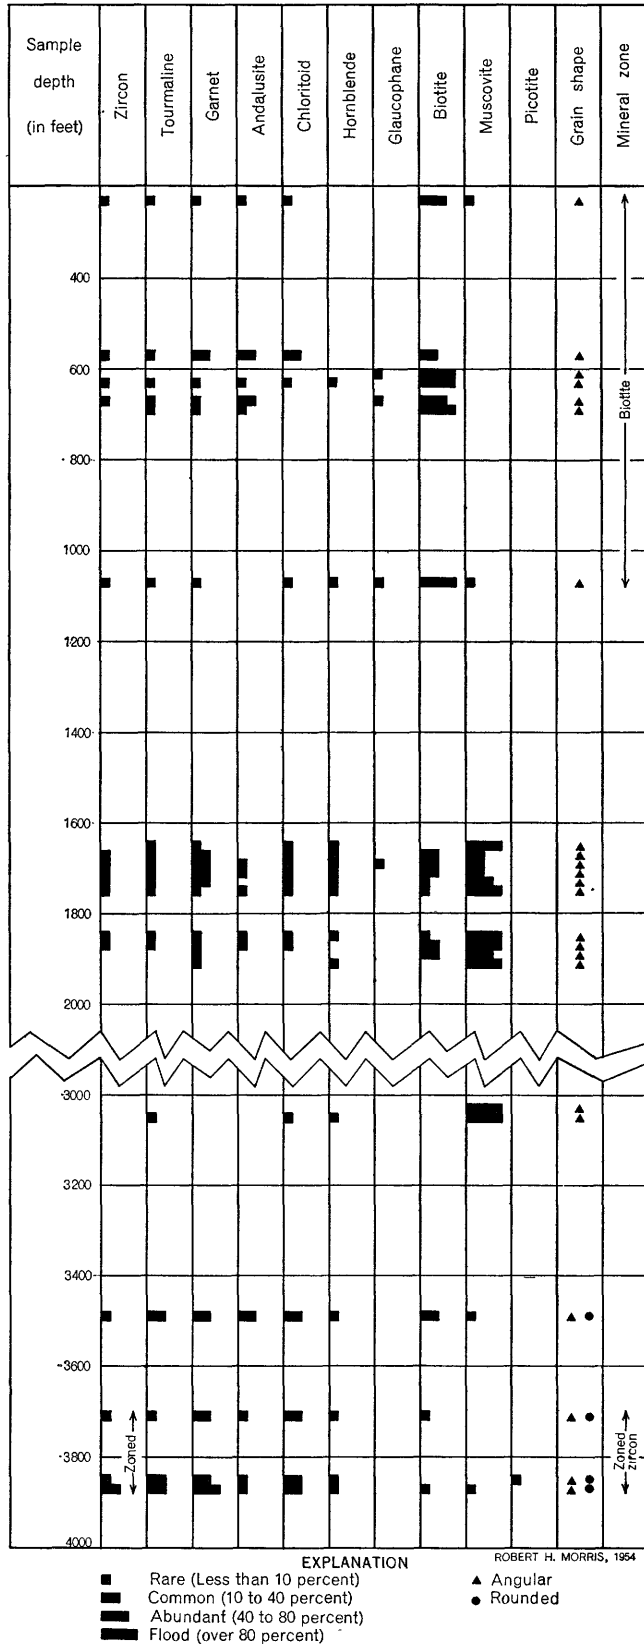 Sample
depth
(in feet)
Zircon
Tourmaline
Garnet
Andalusite
Chloritoid
Hornblende
Glaucophane
Biotite
Muscovite
Picotite
Grain shape
Mineral zone
400
600
800
1000
1200
1400
1600
1800
2000
Biotite
3000
3200
3400
3600
3800
4000
Zoned
Zoned
zircon
EXPLANATION
ROBERT H. MORRIS, 1954
Rare (Less than 10 percent)
Common (10 to 40 percent)
Abundant (40 to 80 percent)
Flood (over 80 percent)
Angular
Rounded